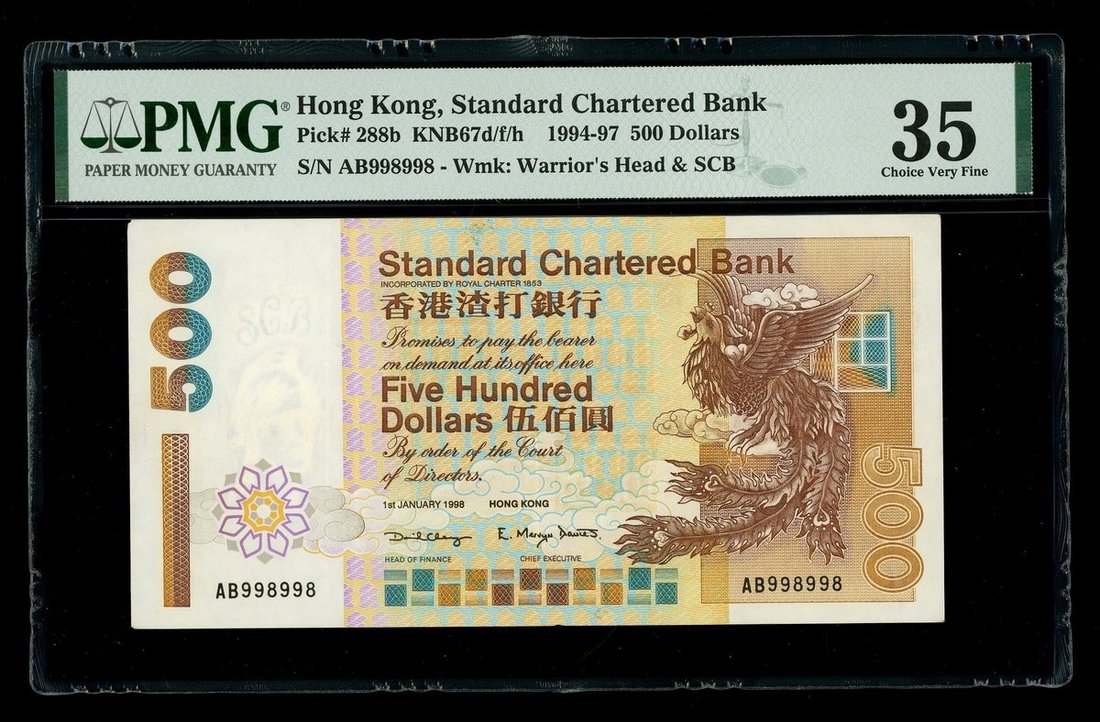 PMG®
PAPER MONEY GUARANTY
Hong Kong, Standard Chartered Bank
Pick# 288b KNB67d/f/h 1994-97 500 Dollars
S/N AB998998 - Wmk: Warrior's Head & SCB
35
Choice Very Fine
500
Standard Chartered Bank
INCORPORATED BY ROYAL CHARTER 1853
香港渣打銀行
Promises to pay the bearer
on demand at its office here
Five Hundred
Dollars 伍佰圓
By order of the Court
of Directors.
1st JANUARY 1998 HONG KONG
David Chang E. Mervyn Davies.
HEAD OF FINANCE CHIEF EXECUTIVE
AB998998
AB998998
500
SCB